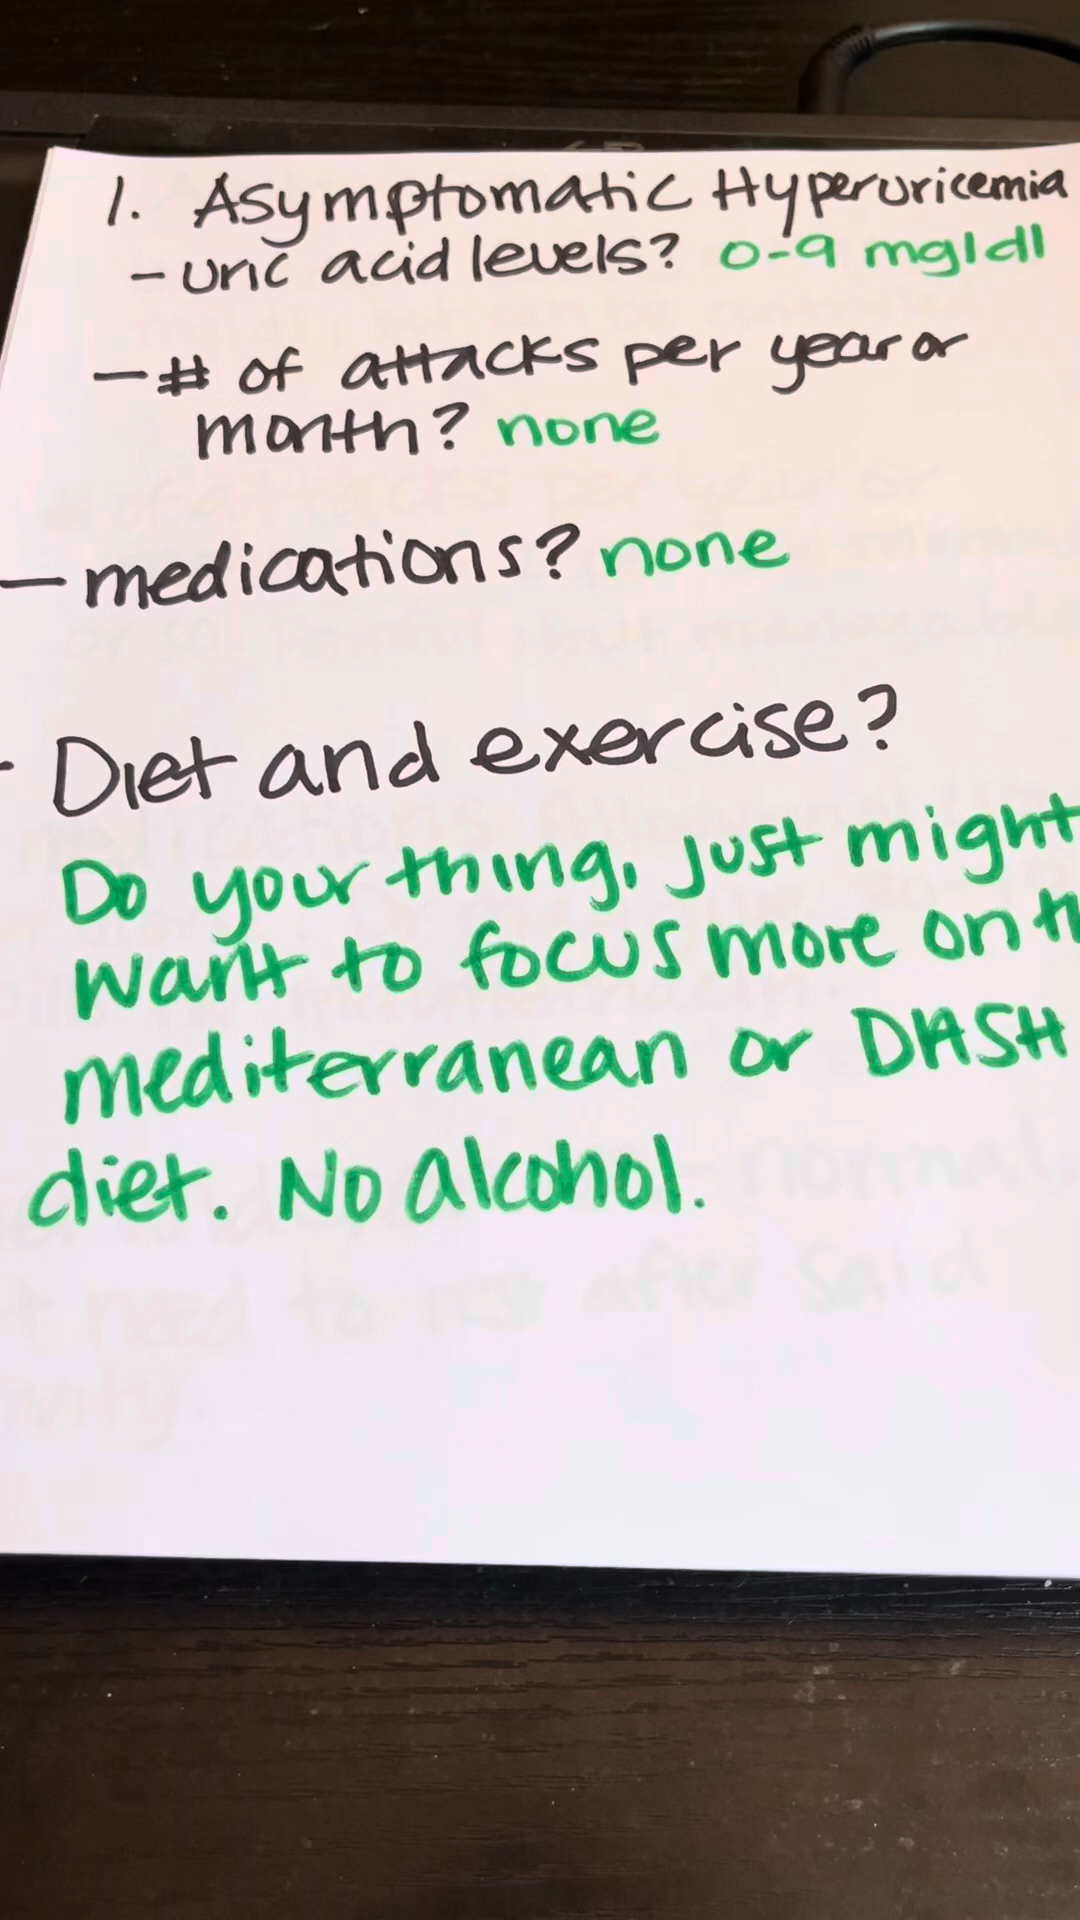 1. Asymptomatic Hyperuricemia
- uric acid levels? 0-9 mg/dl
- # of attacks per year or
month? none
- medications? none
- Diet and exercise?
Do your thing, just might
want to focus more on
mediterranean or DASH
diet. No alcohol.